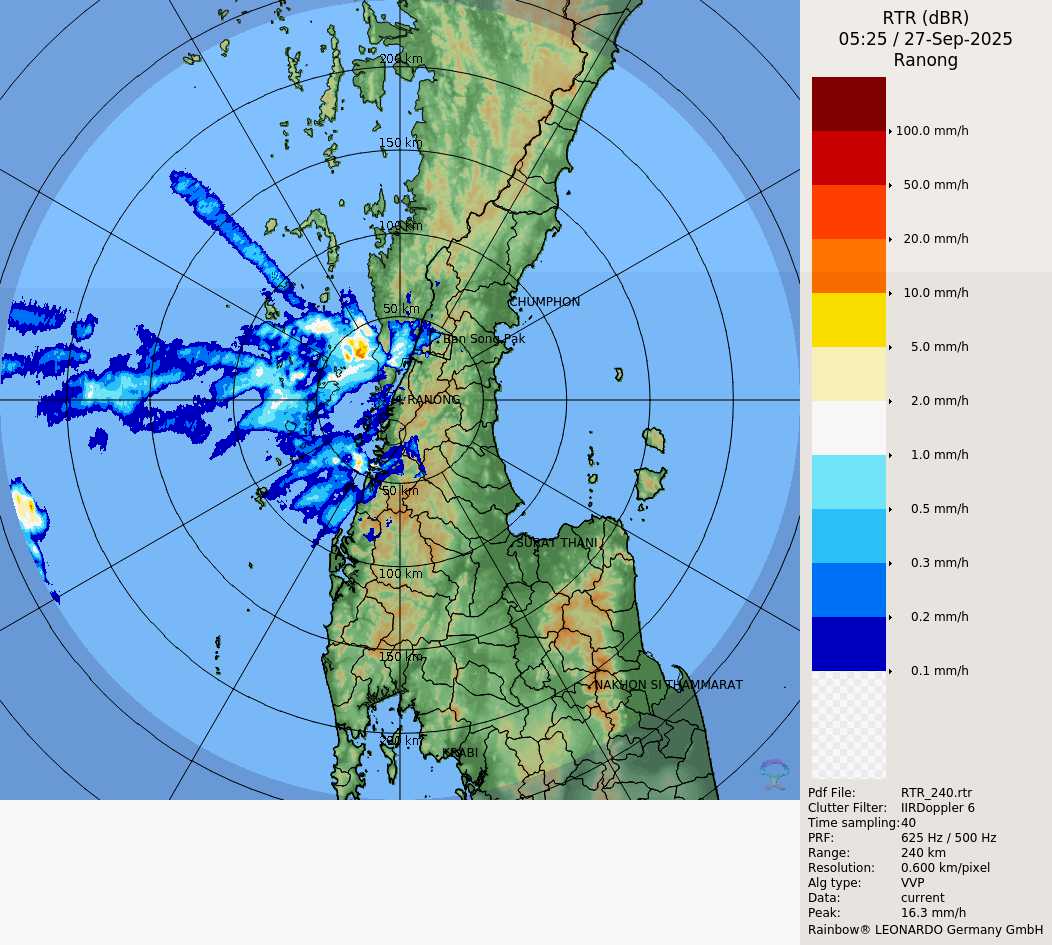 200 km
150 km
100 km
CHUMPHON
50 km
Ban Song Pak
RANONG
50 km
SURAT THANI
100 km
150 km
NAKHON SI THAMMARAT
200 km
KRABI
RTR (dBR)
05:25 / 27-Sep-2025
Ranong
100.0 mm/h
50.0 mm/h
20.0 mm/h
10.0 mm/h
5.0 mm/h
2.0 mm/h
1.0 mm/h
0.5 mm/h
0.3 mm/h
0.2 mm/h
0.1 mm/h
Pdf File: RTR_240.rtr
Clutter Filter: IIRDoppler 6
Time sampling:40
PRF: 625 Hz / 500 Hz
Range: 240 km
Resolution: 0.600 km/pixel
Alg type: VVP
Data: current
Peak: 16.3 mm/h
Rainbow® LEONARDO Germany GmbH